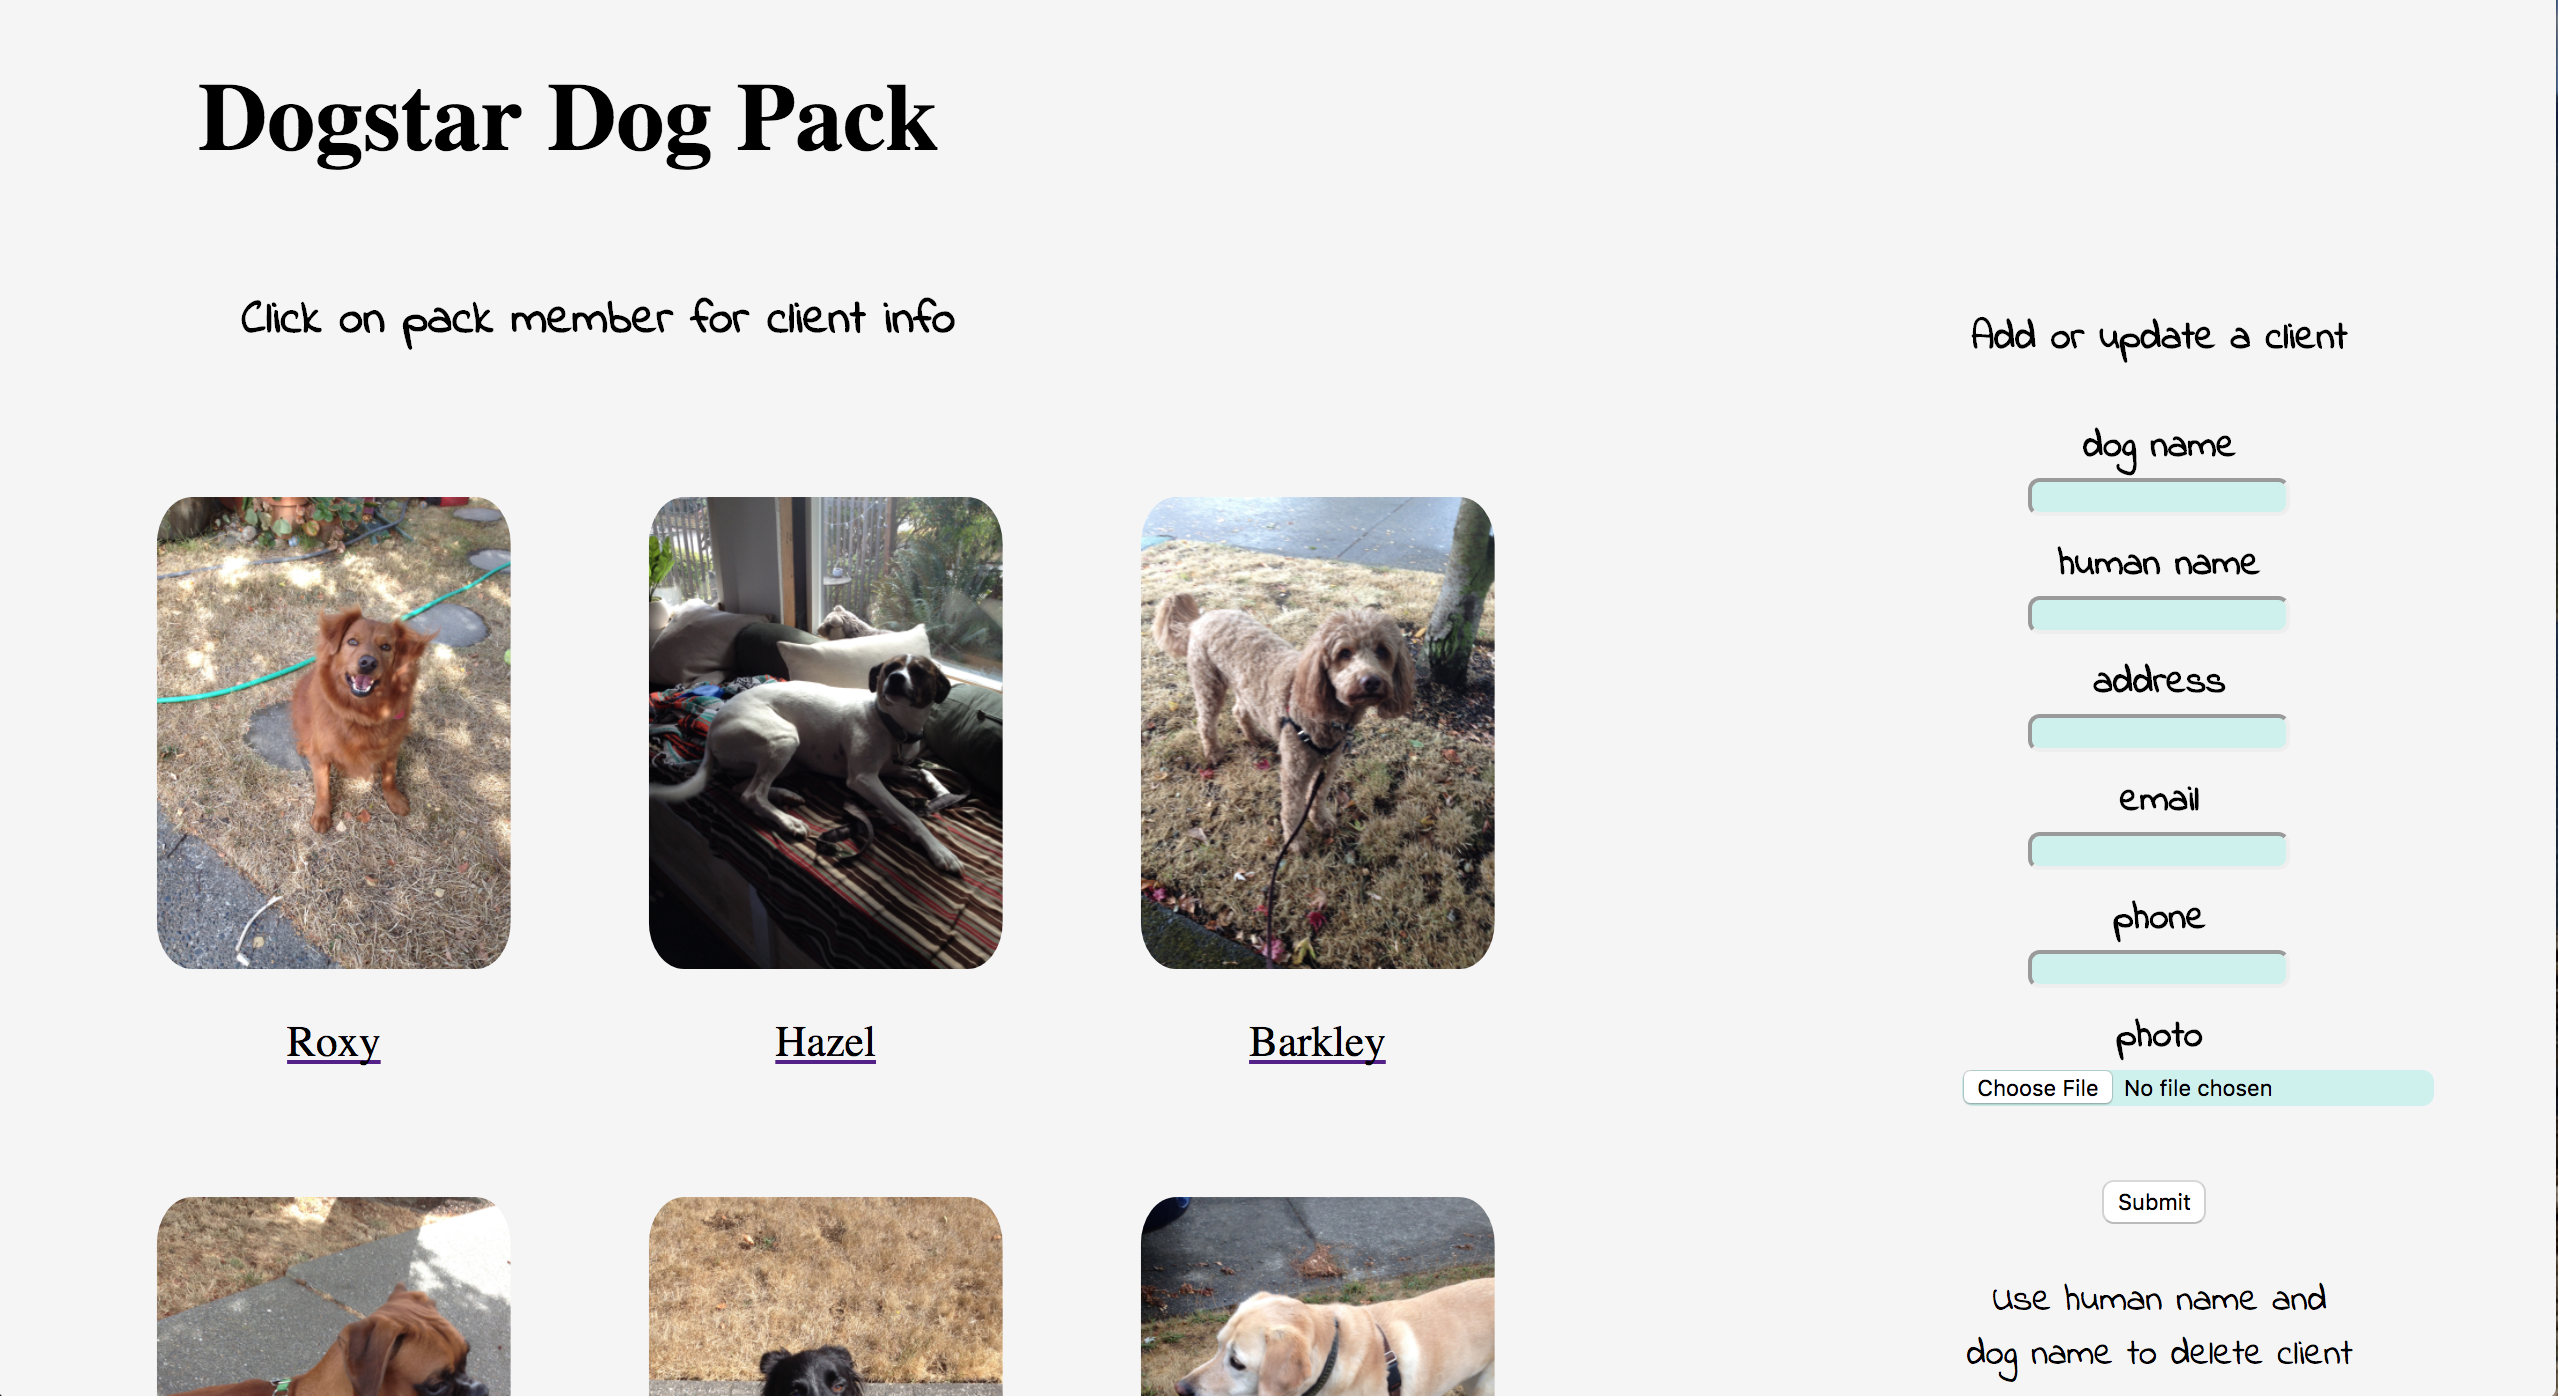 Dogstar Dog Pack
Click on pack member for client info
Roxy
Hazel
Barkley
Add or update a client
dog name
human name
address
email
phone
photo
Choose File No file chosen
Submit
Use human name and
dog name to delete client